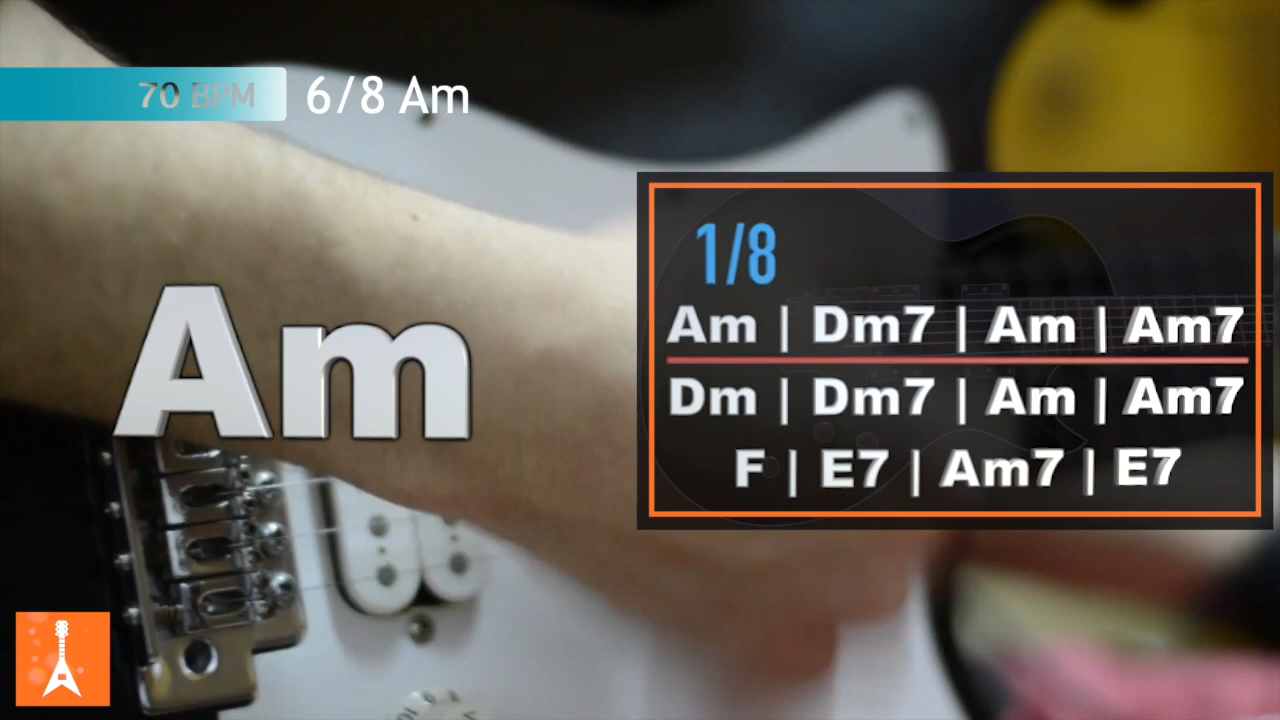 70 BPM 6/8 Am
Am
1/8
Am | Dm7 | Am | Am7
Dm | Dm7 | Am | Am7
F | E7 | Am7 | E7